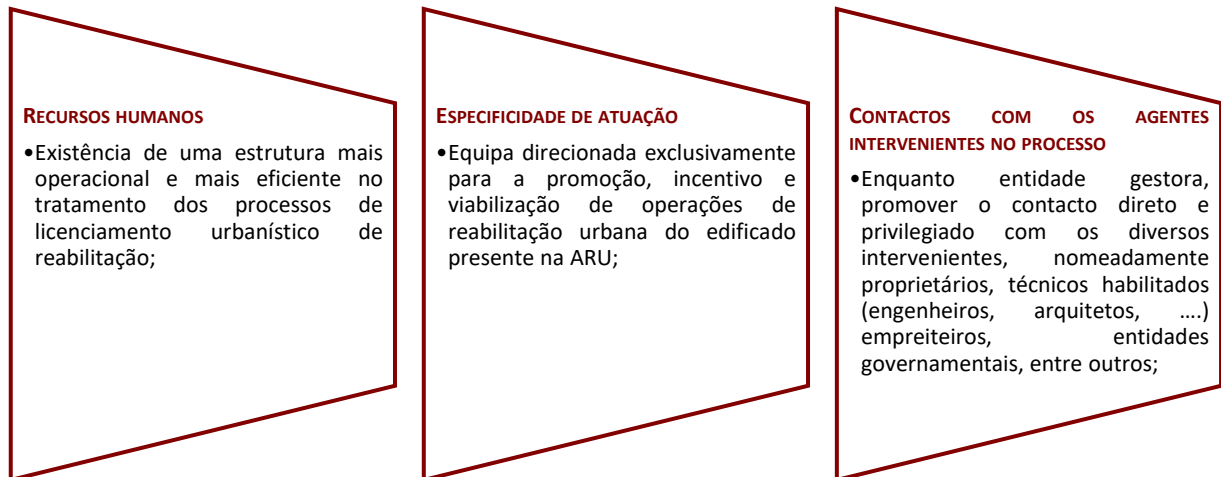 RECURSOS HUMANOS
•Existência de uma estrutura mais
operacional e mais eficiente no
tratamento dos processos de
licenciamento urbanístico de
reabilitação;
ESPECIFICIDADE DE ATUAÇÃO
•Equipa direcionada exclusivamente
para a promoção, incentivo e
viabilização de operações de
reabilitação urbana do edificado
presente na ARU;
CONTACTOS COM OS AGENTES
INTERVENIENTES NO PROCESSO
•Enquanto entidade gestora,
promover o contacto direto e
privilegiado com os diversos
intervenientes, nomeadamente
proprietários, técnicos habilitados
(engenheiros, arquitetos, ….)
empreiteiros, entidades
governamentais, entre outros;